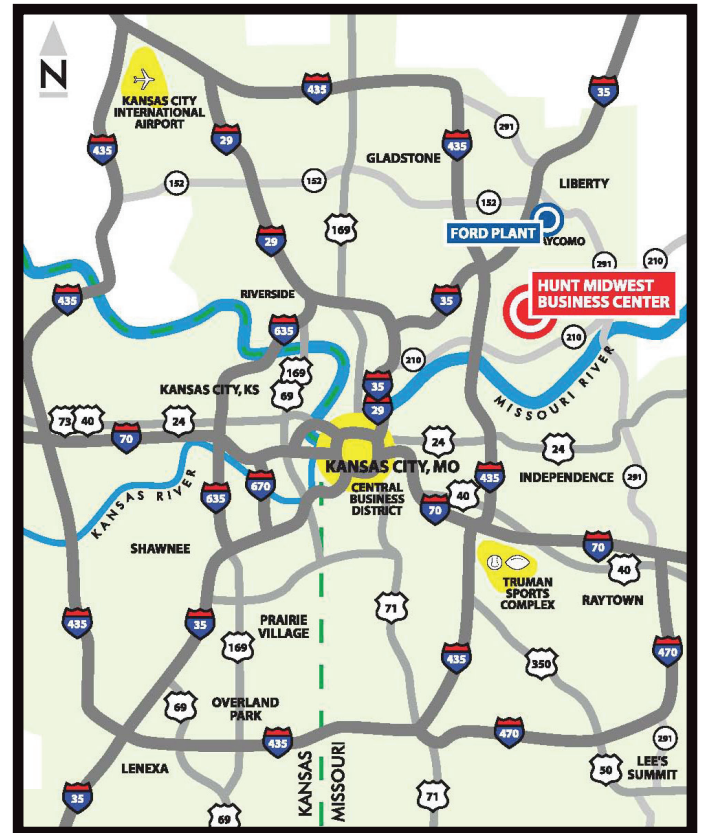 N
KANSAS CITY
INTERNATIONAL
AIRPORT
435
35
435
29
435
291
GLADSTONE
152
152
152
LIBERTY
169
FORD PLANT
YCOMO
29
291
210
HUNT MIDWEST
BUSINESS CENTER
435
RIVERSIDE
35
635
210
210
MISSOURI RIVER
169
69
KANSAS CITY, KS
35
29
73
40
24
70
24
24
KANSAS CITY, MO
CENTRAL
BUSINESS
DISTRICT
INDEPENDENCE
435
291
KANSAS RIVER
635
670
40
70
70
40
SHAWNEE
TRUMAN
SPORTS
COMPLEX
RAYTOWN
435
35
PRAIRIE
VILLAGE
71
169
435
350
470
69
OVERLAND
PARK
435
470
291
LENEXA
KANSAS
MISSOURI
50
LEE'S
SUMMIT
35
69
71